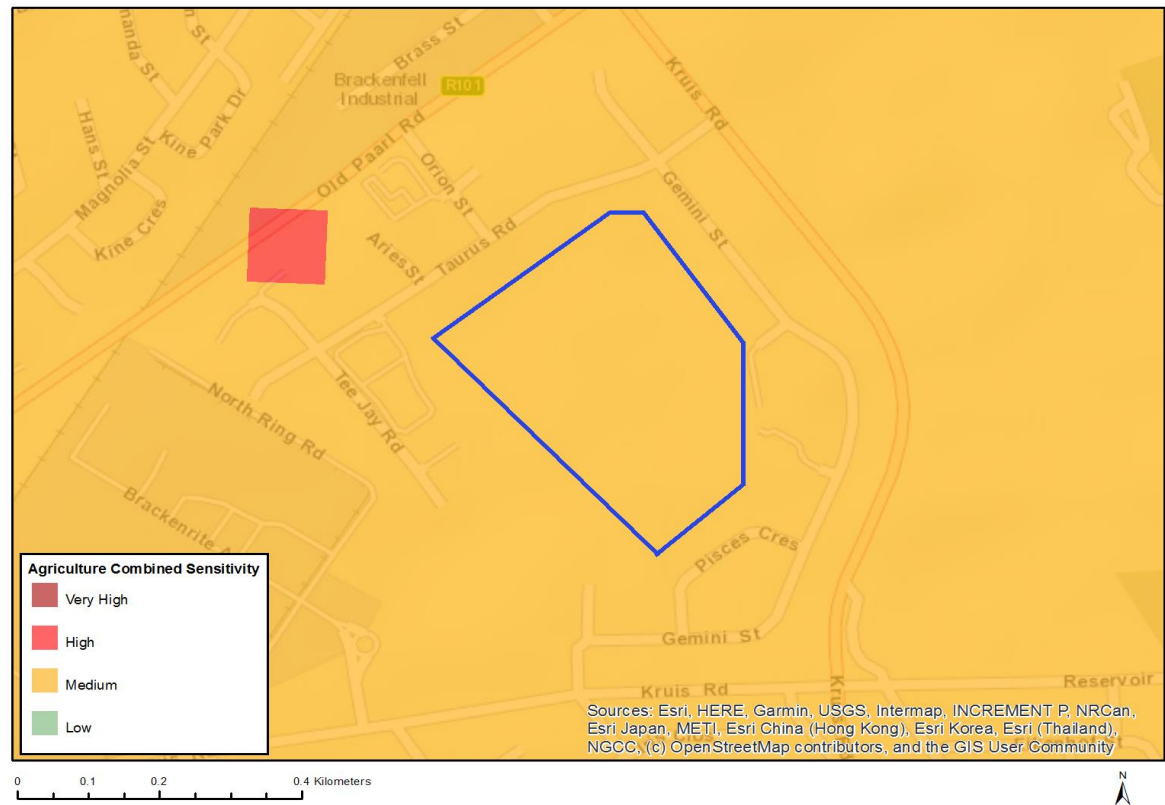 Brass St
Brackenfell
Industrial
R101
Kruis Rd
Hans St
Kine Park Dr
Magnolia St
Old Paarl Rd
Orion St
Kine Cres
Gemini St
Aries St
Taurus Rd
North Ring Rd
Tee Jay Rd
Pisces Cres
Gemini St
Kruis Rd
Reservoir
Agriculture Combined Sensitivity
Very High
High
Medium
Low
Sources: Esri, HERE, Garmin, USGS, Intermap, INCREMENT P, NRCan,
Esri Japan, METI, Esri China (Hong Kong), Esri Korea, Esri (Thailand),
NGCC, (c) OpenStreetMap contributors, and the GIS User Community
0 0.1 0.2 0.4 Kilometers
N